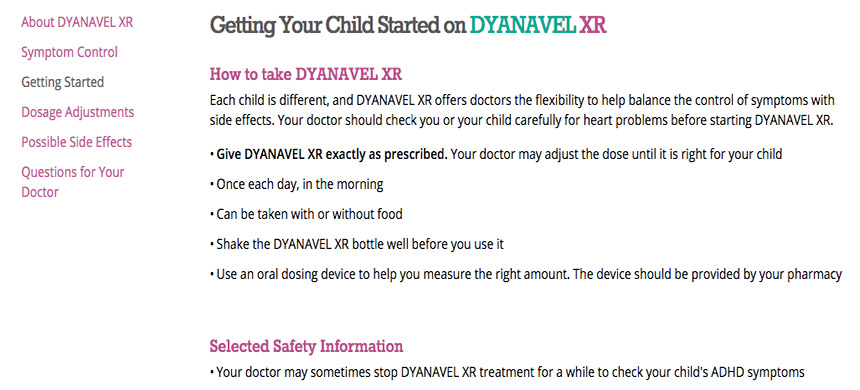 About DYANAVEL XR
Symptom Control
Getting Started
Dosage Adjustments
Possible Side Effects
Questions for Your
Doctor
Getting Your Child Started on DYANAVEL XR
How to take DYANAVEL XR
Each child is different, and DYANAVEL XR offers doctors the flexibility to help balance the control of symptoms with
side effects. Your doctor should check you or your child carefully for heart problems before starting DYANAVEL XR.
• Give DYANAVEL XR exactly as prescribed. Your doctor may adjust the dose until it is right for your child
• Once each day, in the morning
• Can be taken with or without food
• Shake the DYANAVEL XR bottle well before you use it
• Use an oral dosing device to help you measure the right amount. The device should be provided by your pharmacy
Selected Safety Information
• Your doctor may sometimes stop DYANAVEL XR treatment for a while to check your child's ADHD symptoms